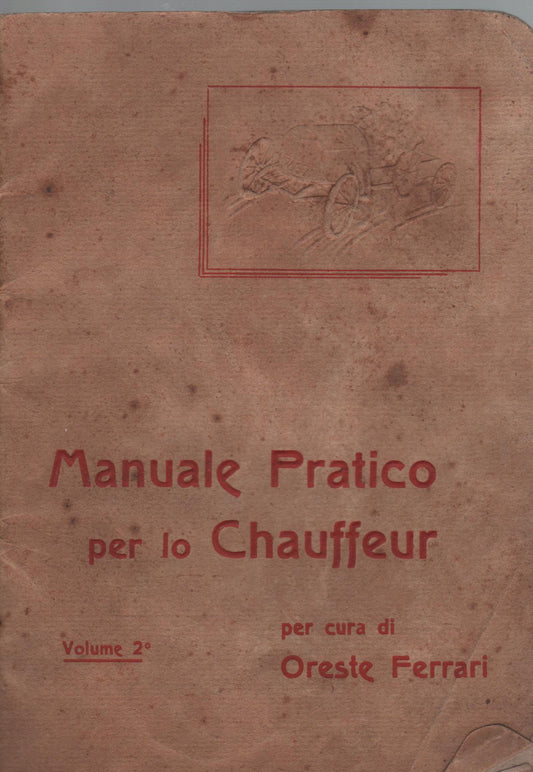 Manuale Pratico
per lo Chauffeur
per cura di
Oreste Ferrari
Volume 2°